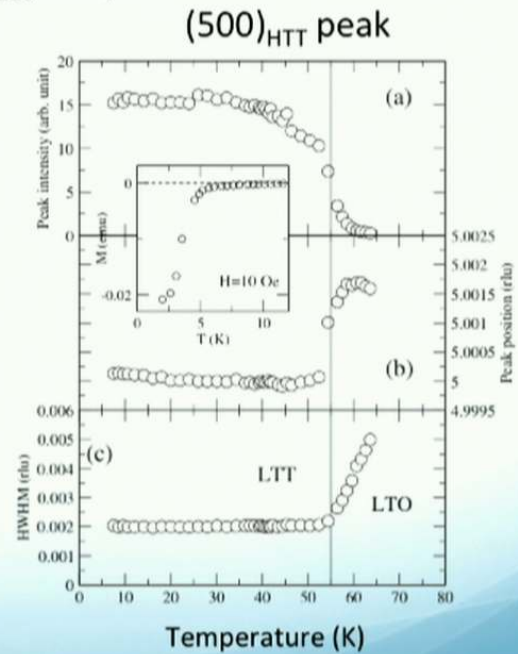 (500)HTT peak
20
15
10
5
0
Peak intensity (arb. unit)
(a)
0
-0.02
M (emu)
H=10 Oe
0
5
10
T (K)
5.0025
5.002
5.0015
5.001
5.0005
5
4.9995
Peak position (rlu)
(b)
0.006
0.005
0.004
0.003
0.002
0.001
0
HWHM (rlu)
(c)
LTT
LTO
0 10 20 30 40 50 60 70 80
Temperature (K)